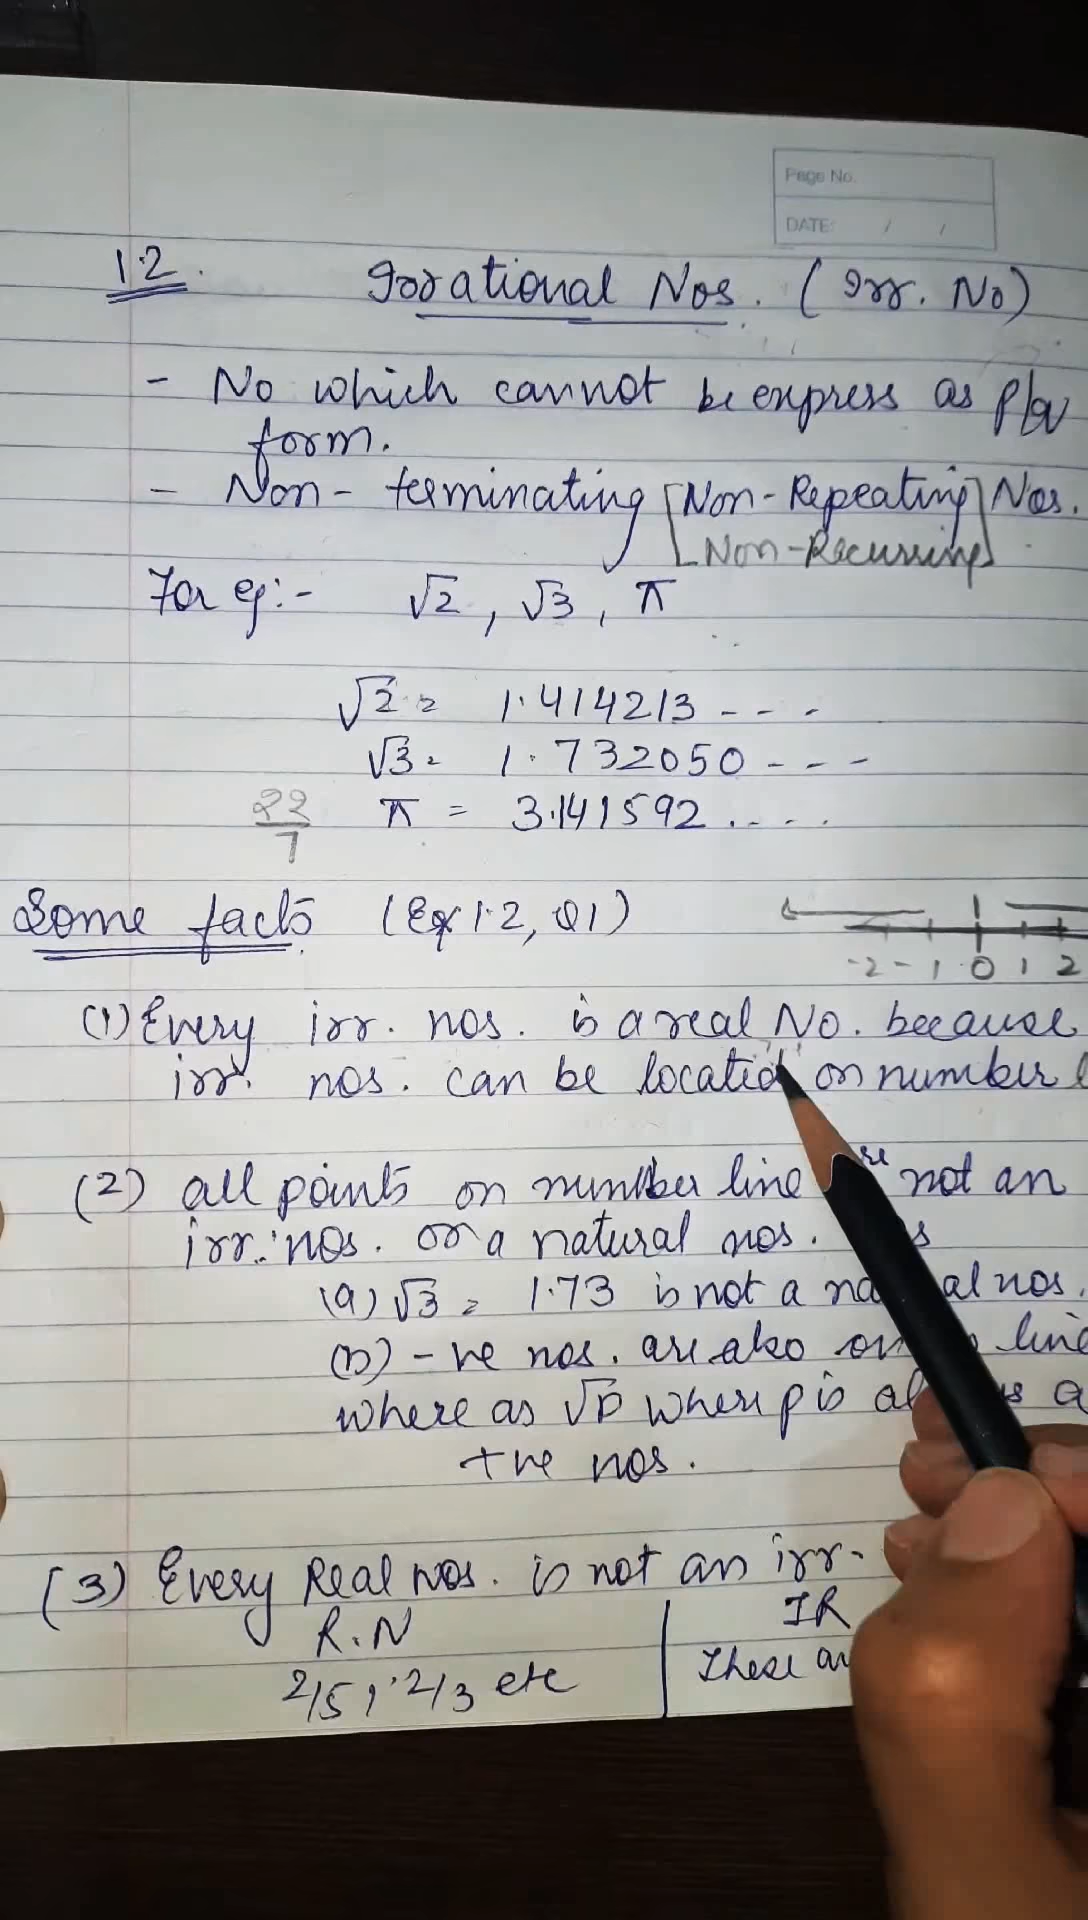 Page No.
DATE: / /
1.2. Irrational Nos. (Irr. No)
- No which cannot be express as p/q
form.
- Non-terminating [Non-Repeating] Nos.
[Non-Recurring]
For eg:- √2, √3, π
√2 = 1.414213 - - -
√3 = 1.732050 - - -
22/7 π = 3.141592 . - - .
Some facts (Ex 1.2, Q1)
-2 -1 0 1 2
(1) Every irr. nos. is a real No. because
irr. nos. can be located on number
(2) all points on number line are not an
irr. nos. or a natural nos.
(a) √3 = 1.73 is not a nos.
(b) -ve nos. are also on line
where as √p where p is a
+ve nos.
(3) Every Real nos. is not an irr.
R.N IR
2/5, 2/3 etc These